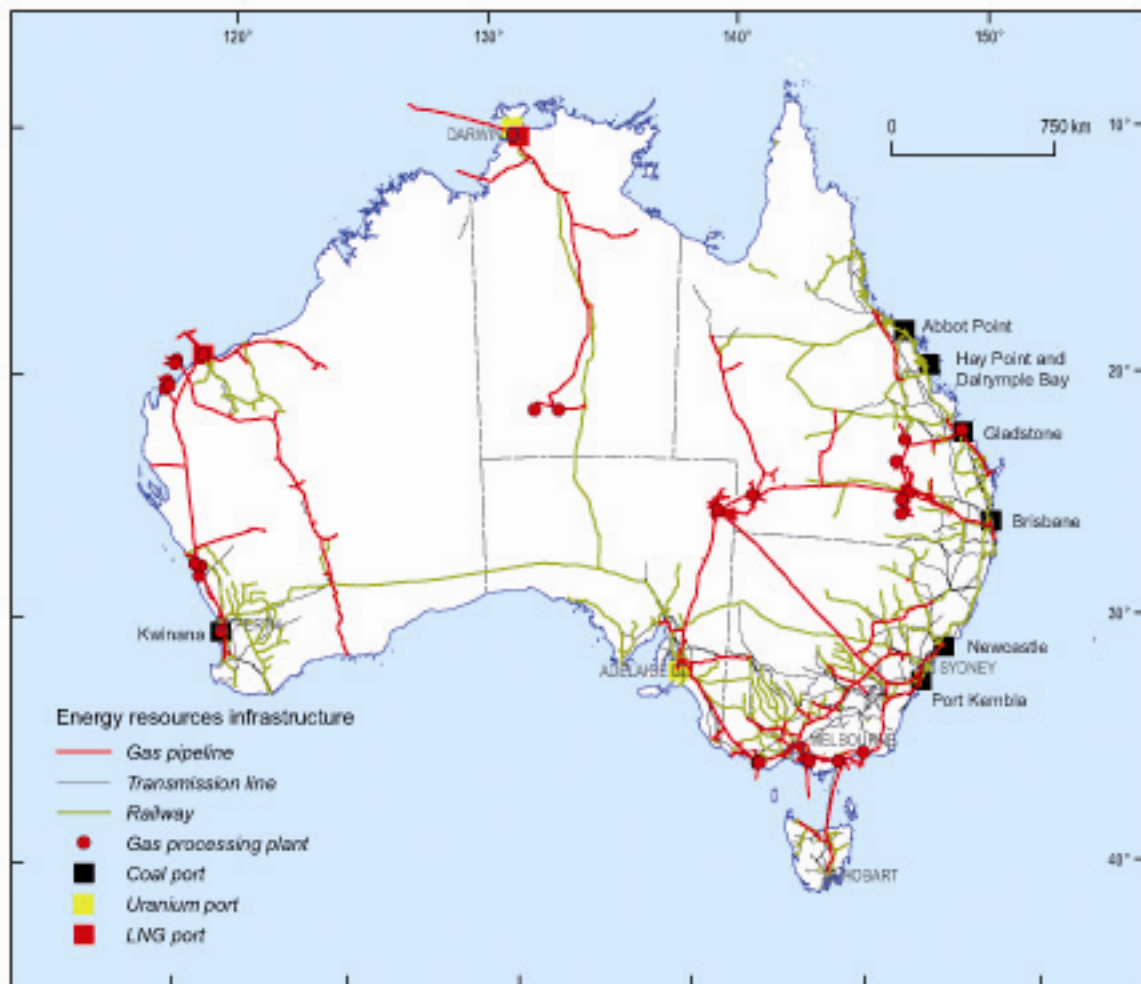 120°
130°
140°
150°
10°
20°
30°
40°
0
750 km
DARWIN
Abbot Point
Hay Point and
Dalrymple Bay
Gladstone
Brisbane
Newcastle
SYDNEY
Port Kembla
Kwinana
PERTH
ADELAIDE
MELBOURNE
HOBART
Energy resources infrastructure
Gas pipeline
Transmission line
Railway
Gas processing plant
Coal port
Uranium port
LNG port